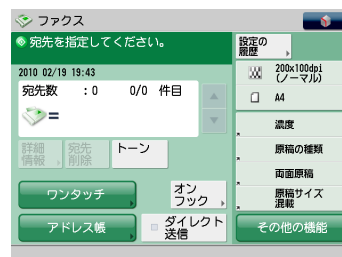 ファクス
宛先を指定してください。
設定の
履歴
2010 02/19 19:43
200x100dpi
(ノーマル)
宛先数 :0 0/0 件目
A4
=
濃度
詳細
情報
宛先
削除
トーン
原稿の種類
両面原稿
ワンタッチ
オン
フック
原稿サイズ
混載
アドレス帳
ダイレクト
送信
その他の機能